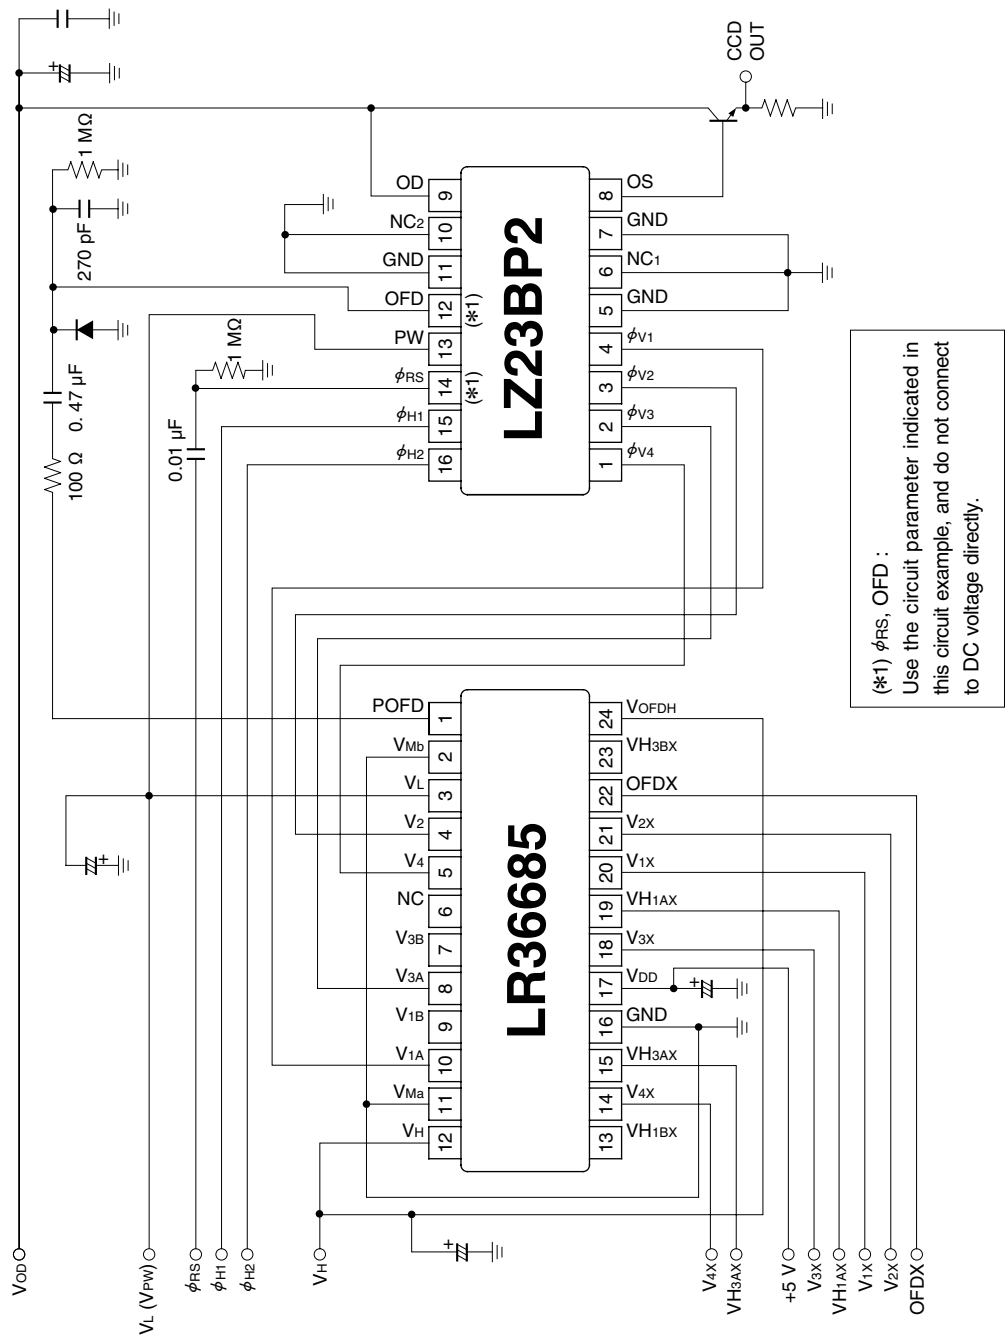 VOD
VL (VPW)
ϕRS
ϕH1
ϕH2
VH
V4X
VH3AX
+5 V
V3X
VH1AX
V1X
V2X
OFDX
100 Ω
0. 47 µF
270 pF
1 MΩ
0.01 µF
1 MΩ
+
+
+
+
CCD
OUT
LR36685
POFD
1
VMb
2
VL
3
V2
4
V4
5
NC
6
V3B
7
V3A
8
V1B
9
V1A
10
VMa
11
VH
12
13
VH1BX
14
V4X
15
VH3AX
16
GND
17
VDD
18
V3X
19
VH1AX
20
V1X
21
V2X
22
OFDX
23
VH3BX
24
VOFDH
LZ23BP2
OD
9
NC2
10
GND
11
OFD
12
(*1)
PW
13
ϕRS
14
(*1)
ϕH1
15
ϕH2
16
1
ϕV4
2
ϕV3
3
ϕV2
4
ϕV1
5
GND
6
NC1
7
GND
8
OS
(*1) ϕRS, OFD :
Use the circuit parameter indicated in
this circuit example, and do not connect
to DC voltage directly.